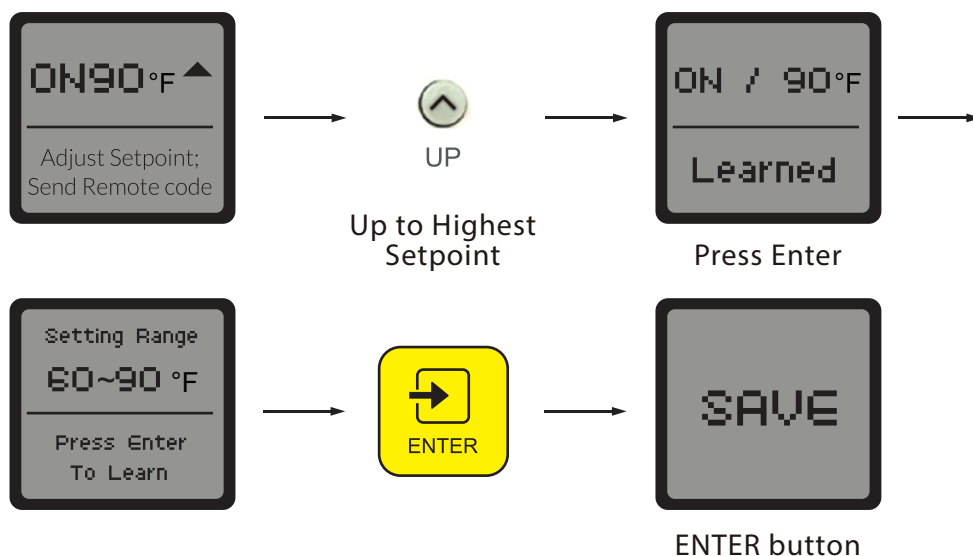 ON90°F
Adjust Setpoint;
Send Remote code
UP
Up to Highest
Setpoint
ON / 90°F
Learned
Press Enter
Setting Range
60~90 °F
Press Enter
To Learn
ENTER
SAVE
ENTER button